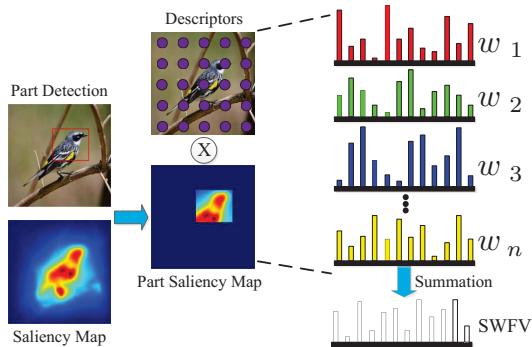 Descriptors
Part Detection
X
Part Saliency Map
Saliency Map
w 1
w 2
w 3
w n
Summation
SWFV